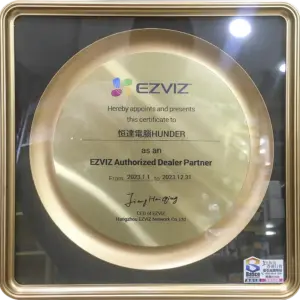 EZVIZ
Hereby appoints and presents
this certificate to
恒達電腦HUNDER
as an
EZVIZ Authorized Dealer Partner
From: 2023.1.1 To 2023.12.31
CEO of EZVIZ
Hangzhou EZVIZ Network Co.,Ltd